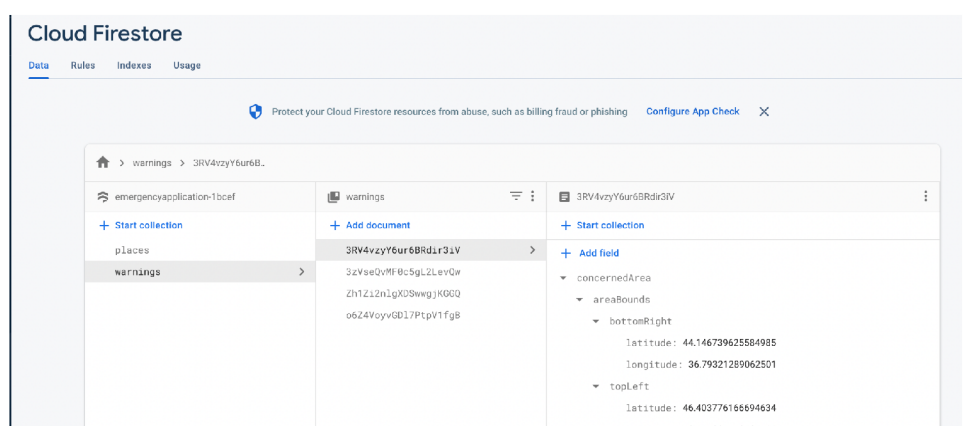 Cloud Firestore
Data Rules Indexes Usage
Protect your Cloud Firestore resources from abuse, such as billing fraud or phishing Configure App Check
warnings > 3RV4vzyY6ur6B..
emergencyapplication-1bcef
warnings
3RV4vzyY6ur6BRdir3iV
+ Start collection
+ Add document
+ Start collection
places
warnings
3RV4vzyY6ur6BRdir3iV
3zVseQvMF0c5gL2LevQw
Zh1Zi2nlgXDSwwgjKGGQ
o6Z4VoyvGDl7PtpV1fgB
+ Add field
concernedArea
areaBounds
bottomRight
latitude: 44.146739625584985
longitude: 36.79321289062501
topLeft
latitude: 46.403776166694634